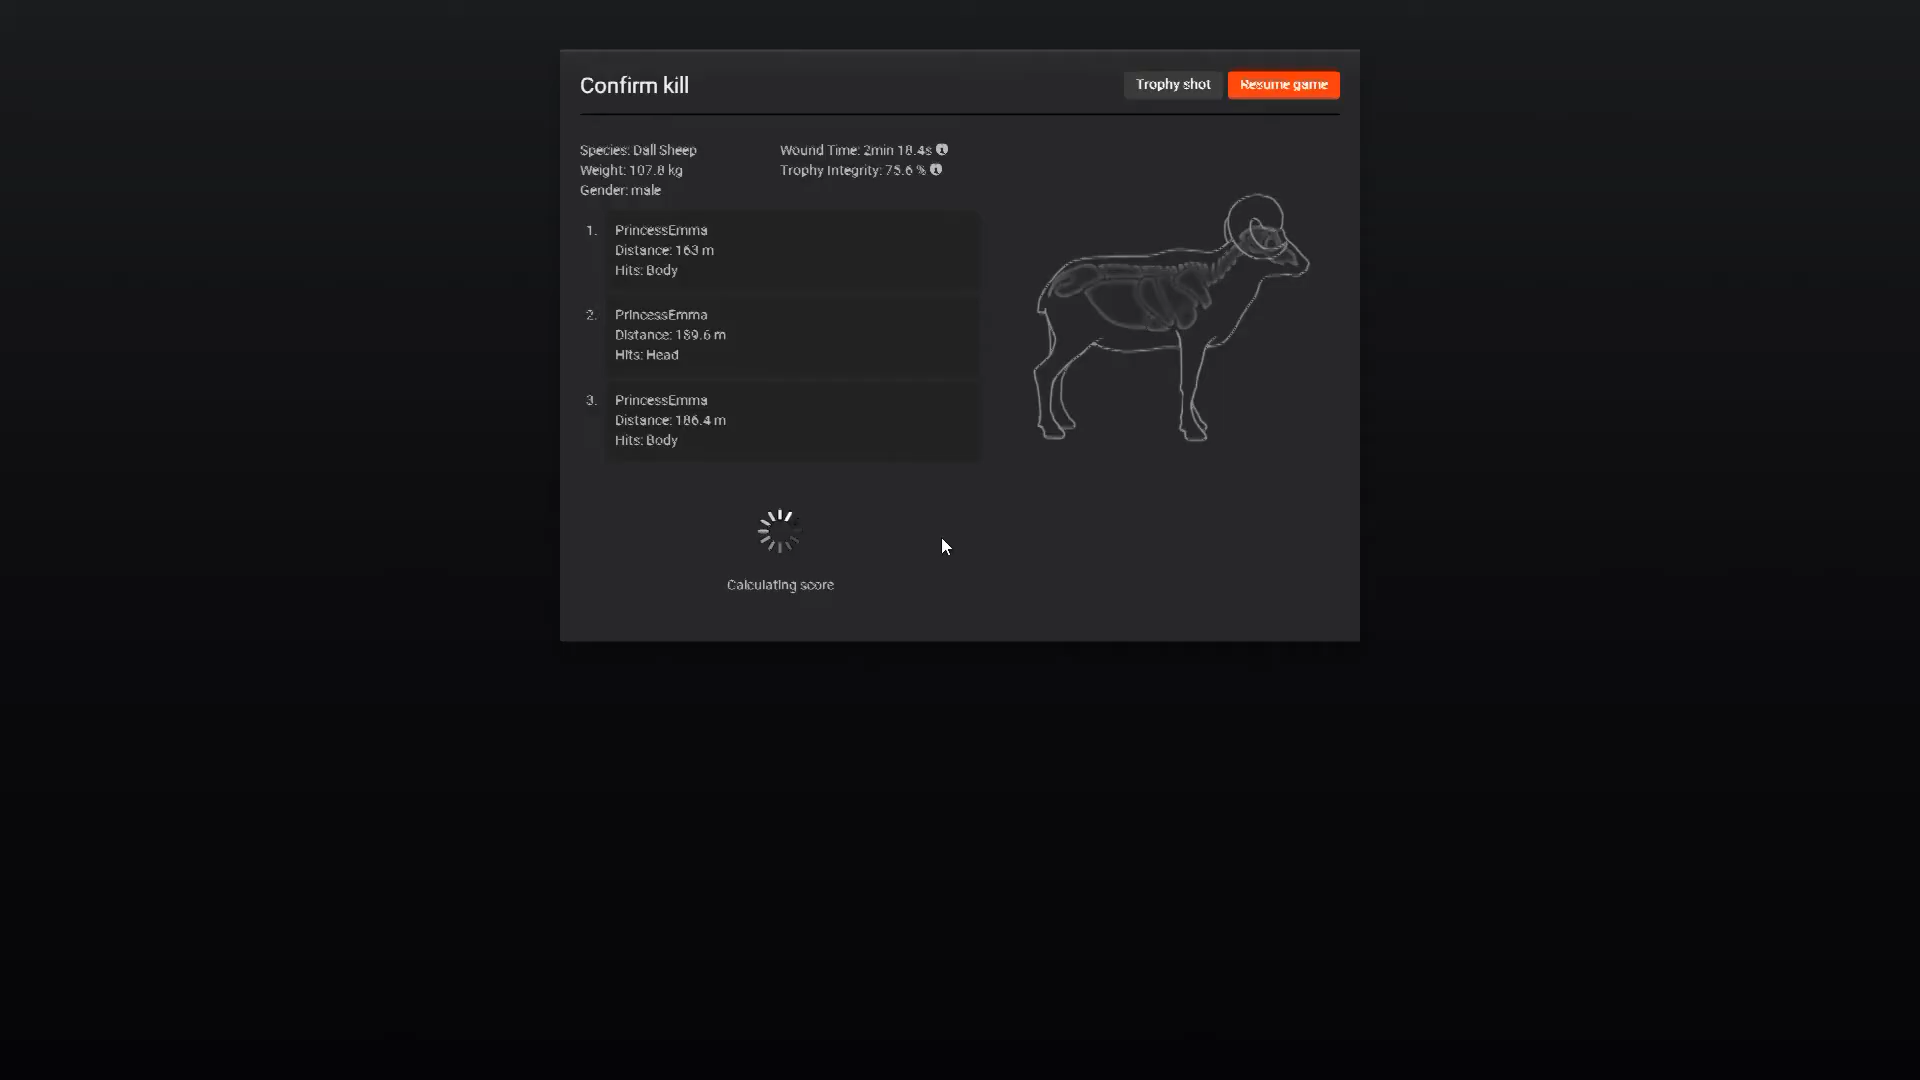 Confirm kill
Trophy shot
Resume game
Species: Dall Sheep
Weight: 107.8 kg
Gender: male
Wound Time: 2min 18.4s
Trophy Integrity: 75.6 %
1. PrincessEmma
Distance: 163 m
Hits: Body
2. PrincessEmma
Distance: 189.6 m
Hits: Head
3. PrincessEmma
Distance: 186.4 m
Hits: Body
Calculating score